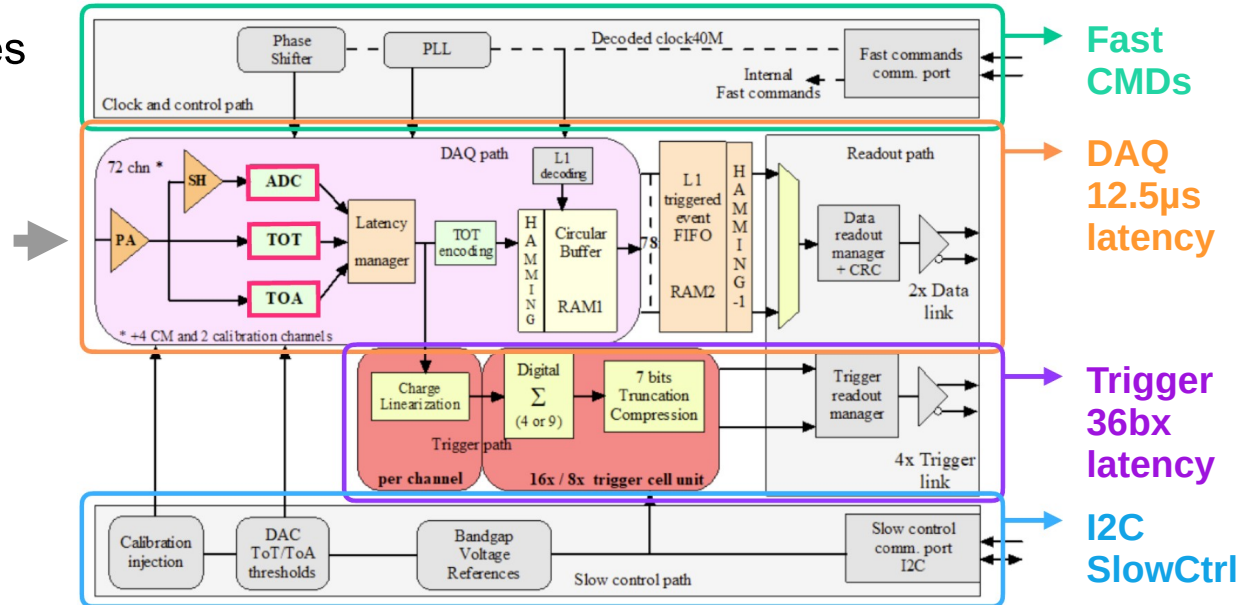 es
Phase
Shifter
PLL
Decoded clock40M
Fast commands
comm. port
Internal
Fast commands
Clock and control path
Fast
CMDs
72 chn *
DAQ path
Readout path
SH
ADC
PA
TOT
TOA
Latency
manager
TOT
encoding
L1
decoding
HAMMING
Circular
Buffer
RAM1
78
L1
triggered
event
FIFO
RAM2
HAMMING-1
Data
readout
manager
+ CRC
2x Data
link
* +4 CM and 2 calibration channels
DAQ
12.5µs
latency
Charge
Linearization
Digital
Σ
(4 or 9)
7 bits
Truncation
Compression
Trigger path
per channel
16x / 8x trigger cell unit
Trigger
readout
manager
4x Trigger
link
Trigger
36bx
latency
Calibration
injection
DAC
ToT/ToA
thresholds
Bandgap
Voltage
References
Slow control path
Slow control
comm. port
I2C
I2C
SlowCtrl